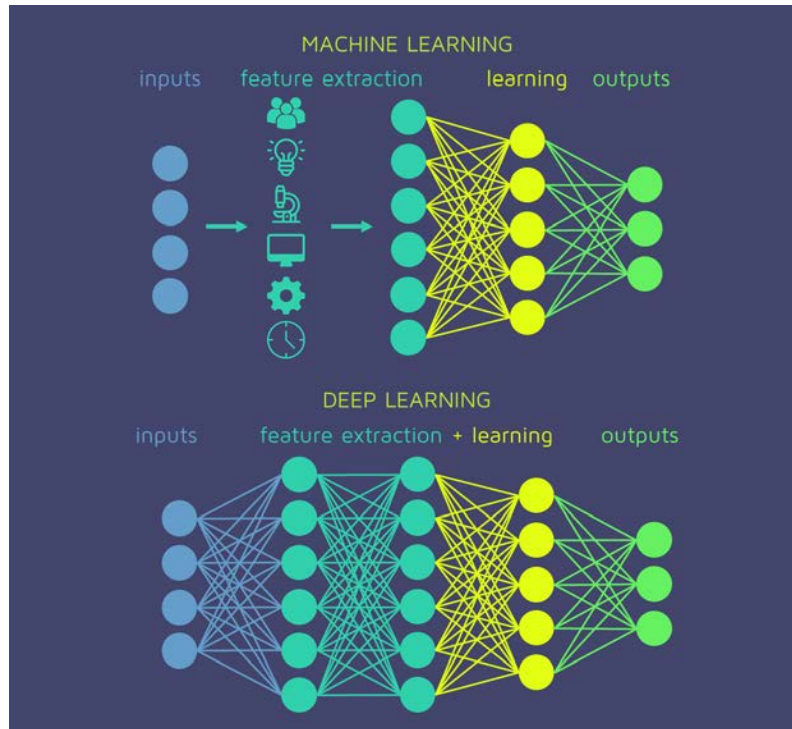 MACHINE LEARNING
inputs feature extraction learning outputs
DEEP LEARNING
inputs feature extraction + learning outputs